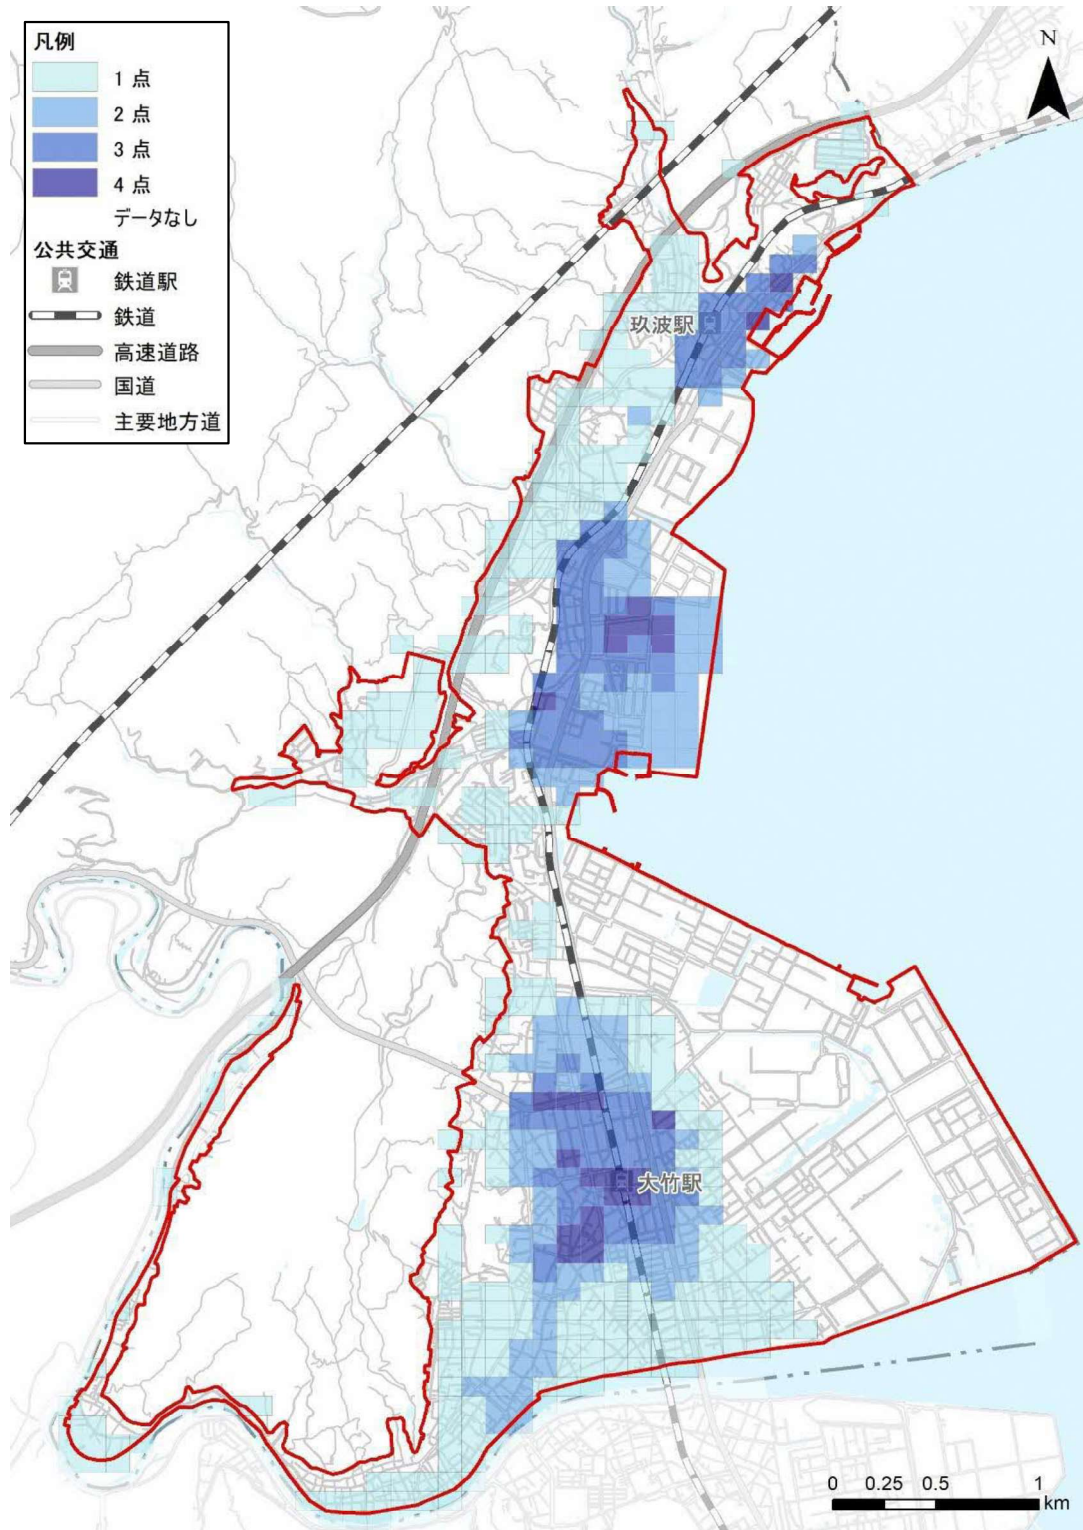 凡例
1 点
2 点
3 点
4 点
データなし
公共交通
鉄道駅
鉄道
高速道路
国道
主要地方道
N
玖波駅
大竹駅
0 0.25 0.5 1
km